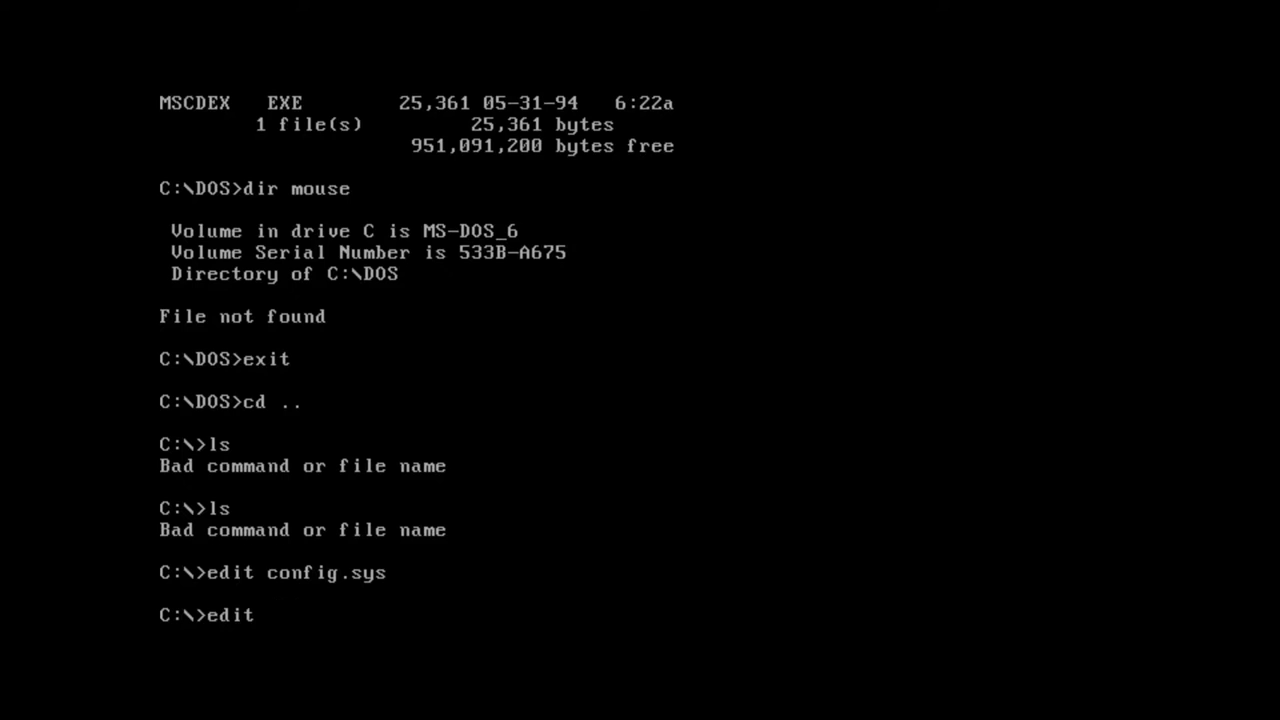 MSCDEX   EXE        25,361 05-31-94   6:22a
        1 file(s)         25,361 bytes
                     951,091,200 bytes free
C:\DOS>dir mouse
 Volume in drive C is MS-DOS_6
 Volume Serial Number is 533B-A675
 Directory of C:\DOS
File not found
C:\DOS>exit
C:\DOS>cd ..
C:\>ls
Bad command or file name
C:\>ls
Bad command or file name
C:\>edit config.sys
C:\>edit